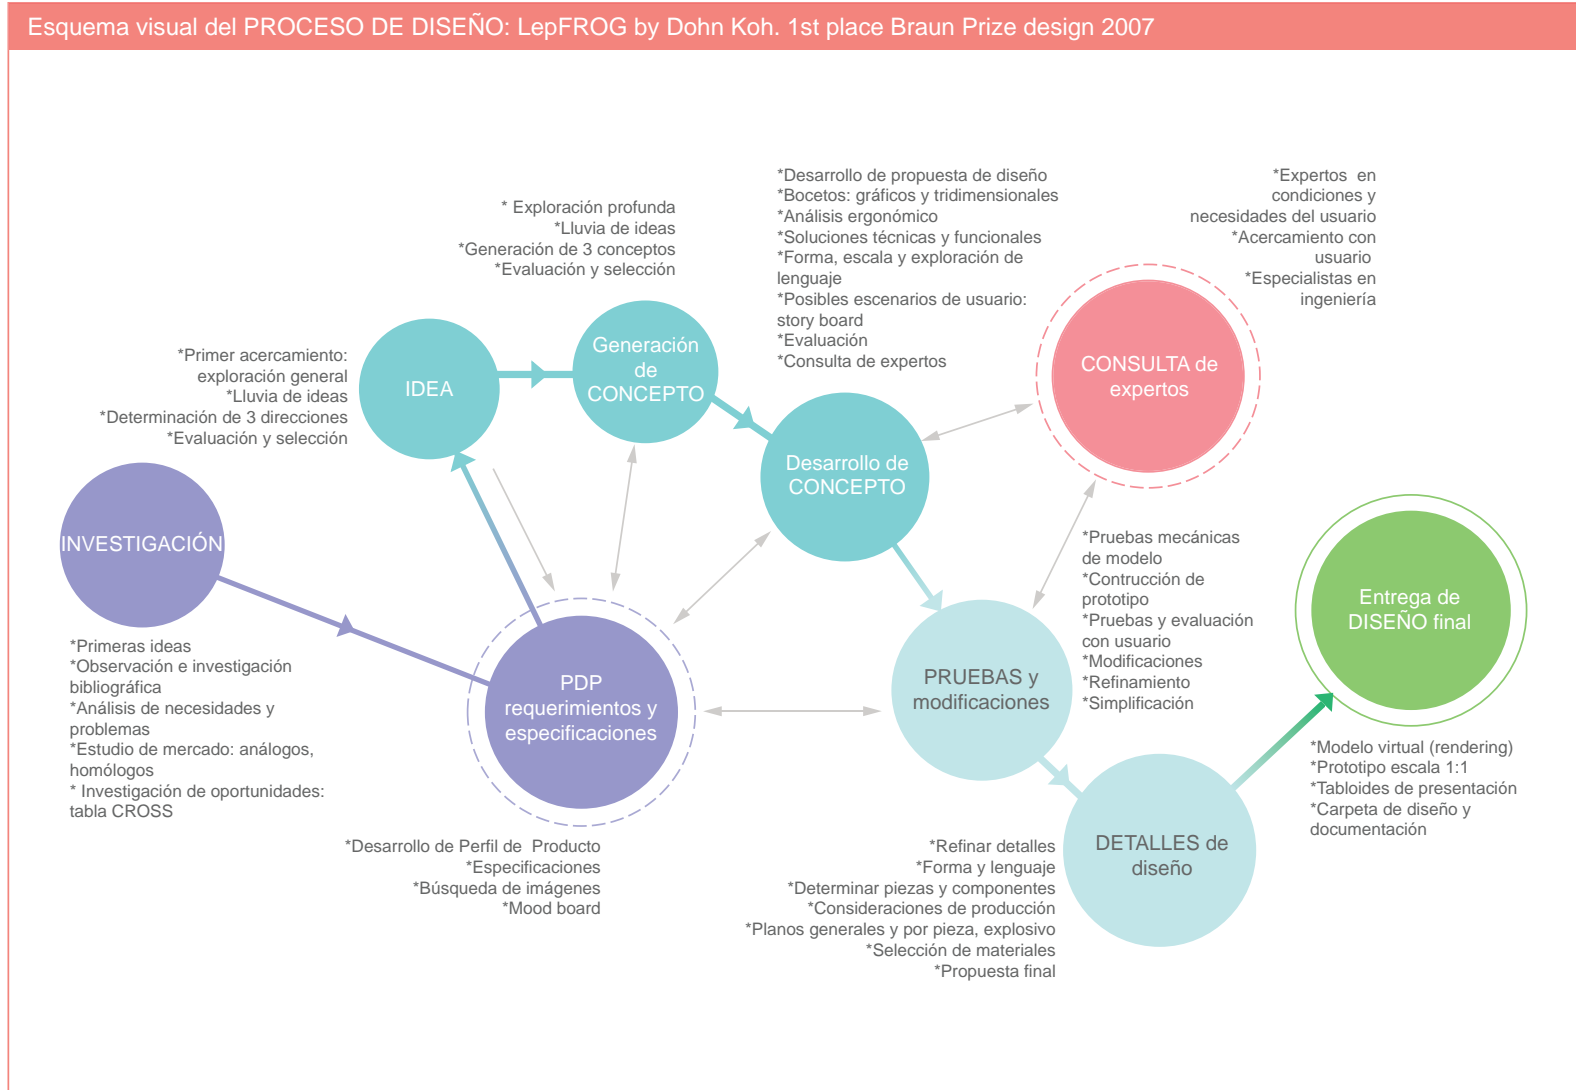 Esquema visual del PROCESO DE DISEÑO: LepFROG by Dohn Koh. 1st place Braun Prize design 2007
*Primer acercamiento:
exploración general
*Lluvia de ideas
*Determinación de 3 direcciones
*Evaluación y selección
IDEA
* Exploración profunda
*Lluvia de ideas
*Generación de 3 conceptos
*Evaluación y selección
Generación
de
CONCEPTO
*Desarrollo de propuesta de diseño
*Bocetos: gráficos y tridimensionales
*Análisis ergonómico
*Soluciones técnicas y funcionales
*Forma, escala y exploración de
lenguaje
*Posibles escenarios de usuario:
story board
*Evaluación
*Consulta de expertos
Desarrollo de
CONCEPTO
*Expertos en
condiciones y
necesidades del usuario
*Acercamiento con
usuario
*Especialistas en
ingeniería
CONSULTA de
expertos
INVESTIGACIÓN
*Primeras ideas
*Observación e investigación
bibliográfica
*Análisis de necesidades y
problemas
*Estudio de mercado: análogos,
homólogos
* Investigación de oportunidades:
tabla CROSS
PDP
requerimientos y
especificaciones
*Desarrollo de Perfil de Producto
*Especificaciones
*Búsqueda de imágenes
*Mood board
PRUEBAS y
modificaciones
*Pruebas mecánicas
de modelo
*Contrucción de
prototipo
*Pruebas y evaluación
con usuario
*Modificaciones
*Refinamiento
*Simplificación
DETALLES de
diseño
*Refinar detalles
*Forma y lenguaje
*Determinar piezas y componentes
*Consideraciones de producción
*Planos generales y por pieza, explosivo
*Selección de materiales
*Propuesta final
Entrega de
DISEÑO final
*Modelo virtual (rendering)
*Prototipo escala 1:1
*Tabloides de presentación
*Carpeta de diseño y
documentación